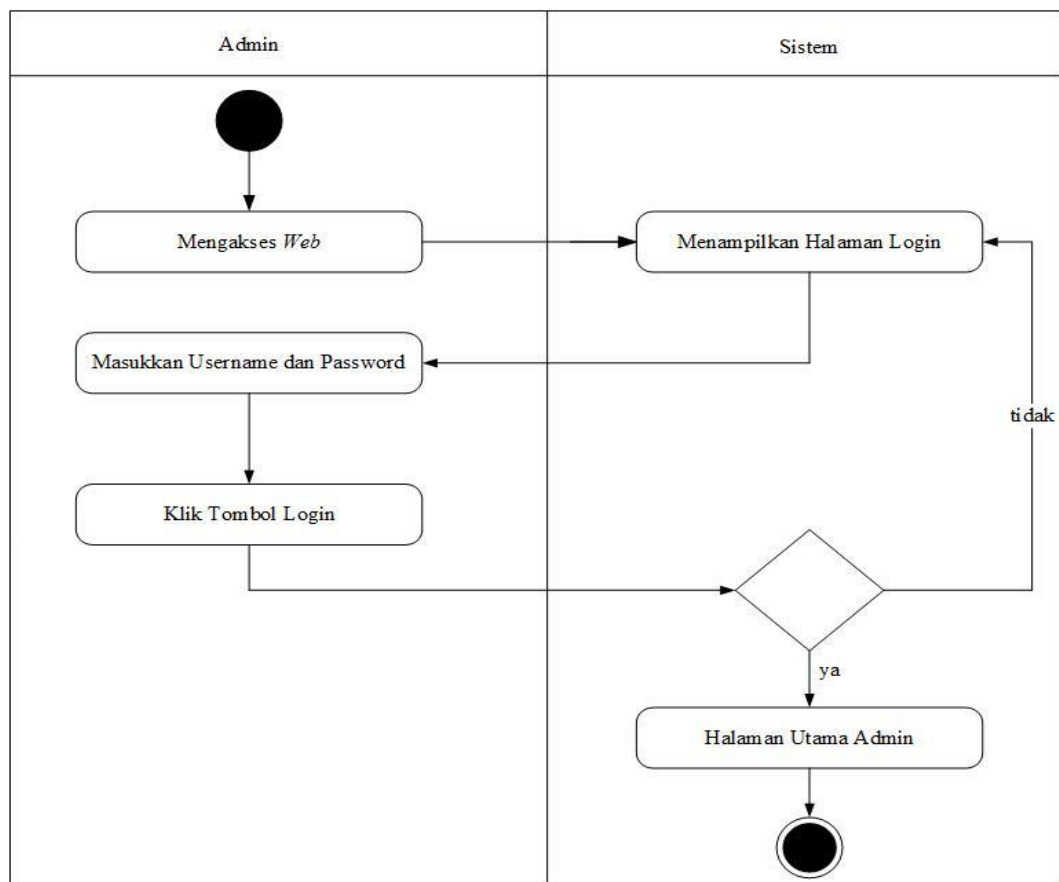 Admin
Sistem
Mengakses Web
Menampilkan Halaman Login
Masukkan Username dan Password
tidak
Klik Tombol Login
ya
Halaman Utama Admin